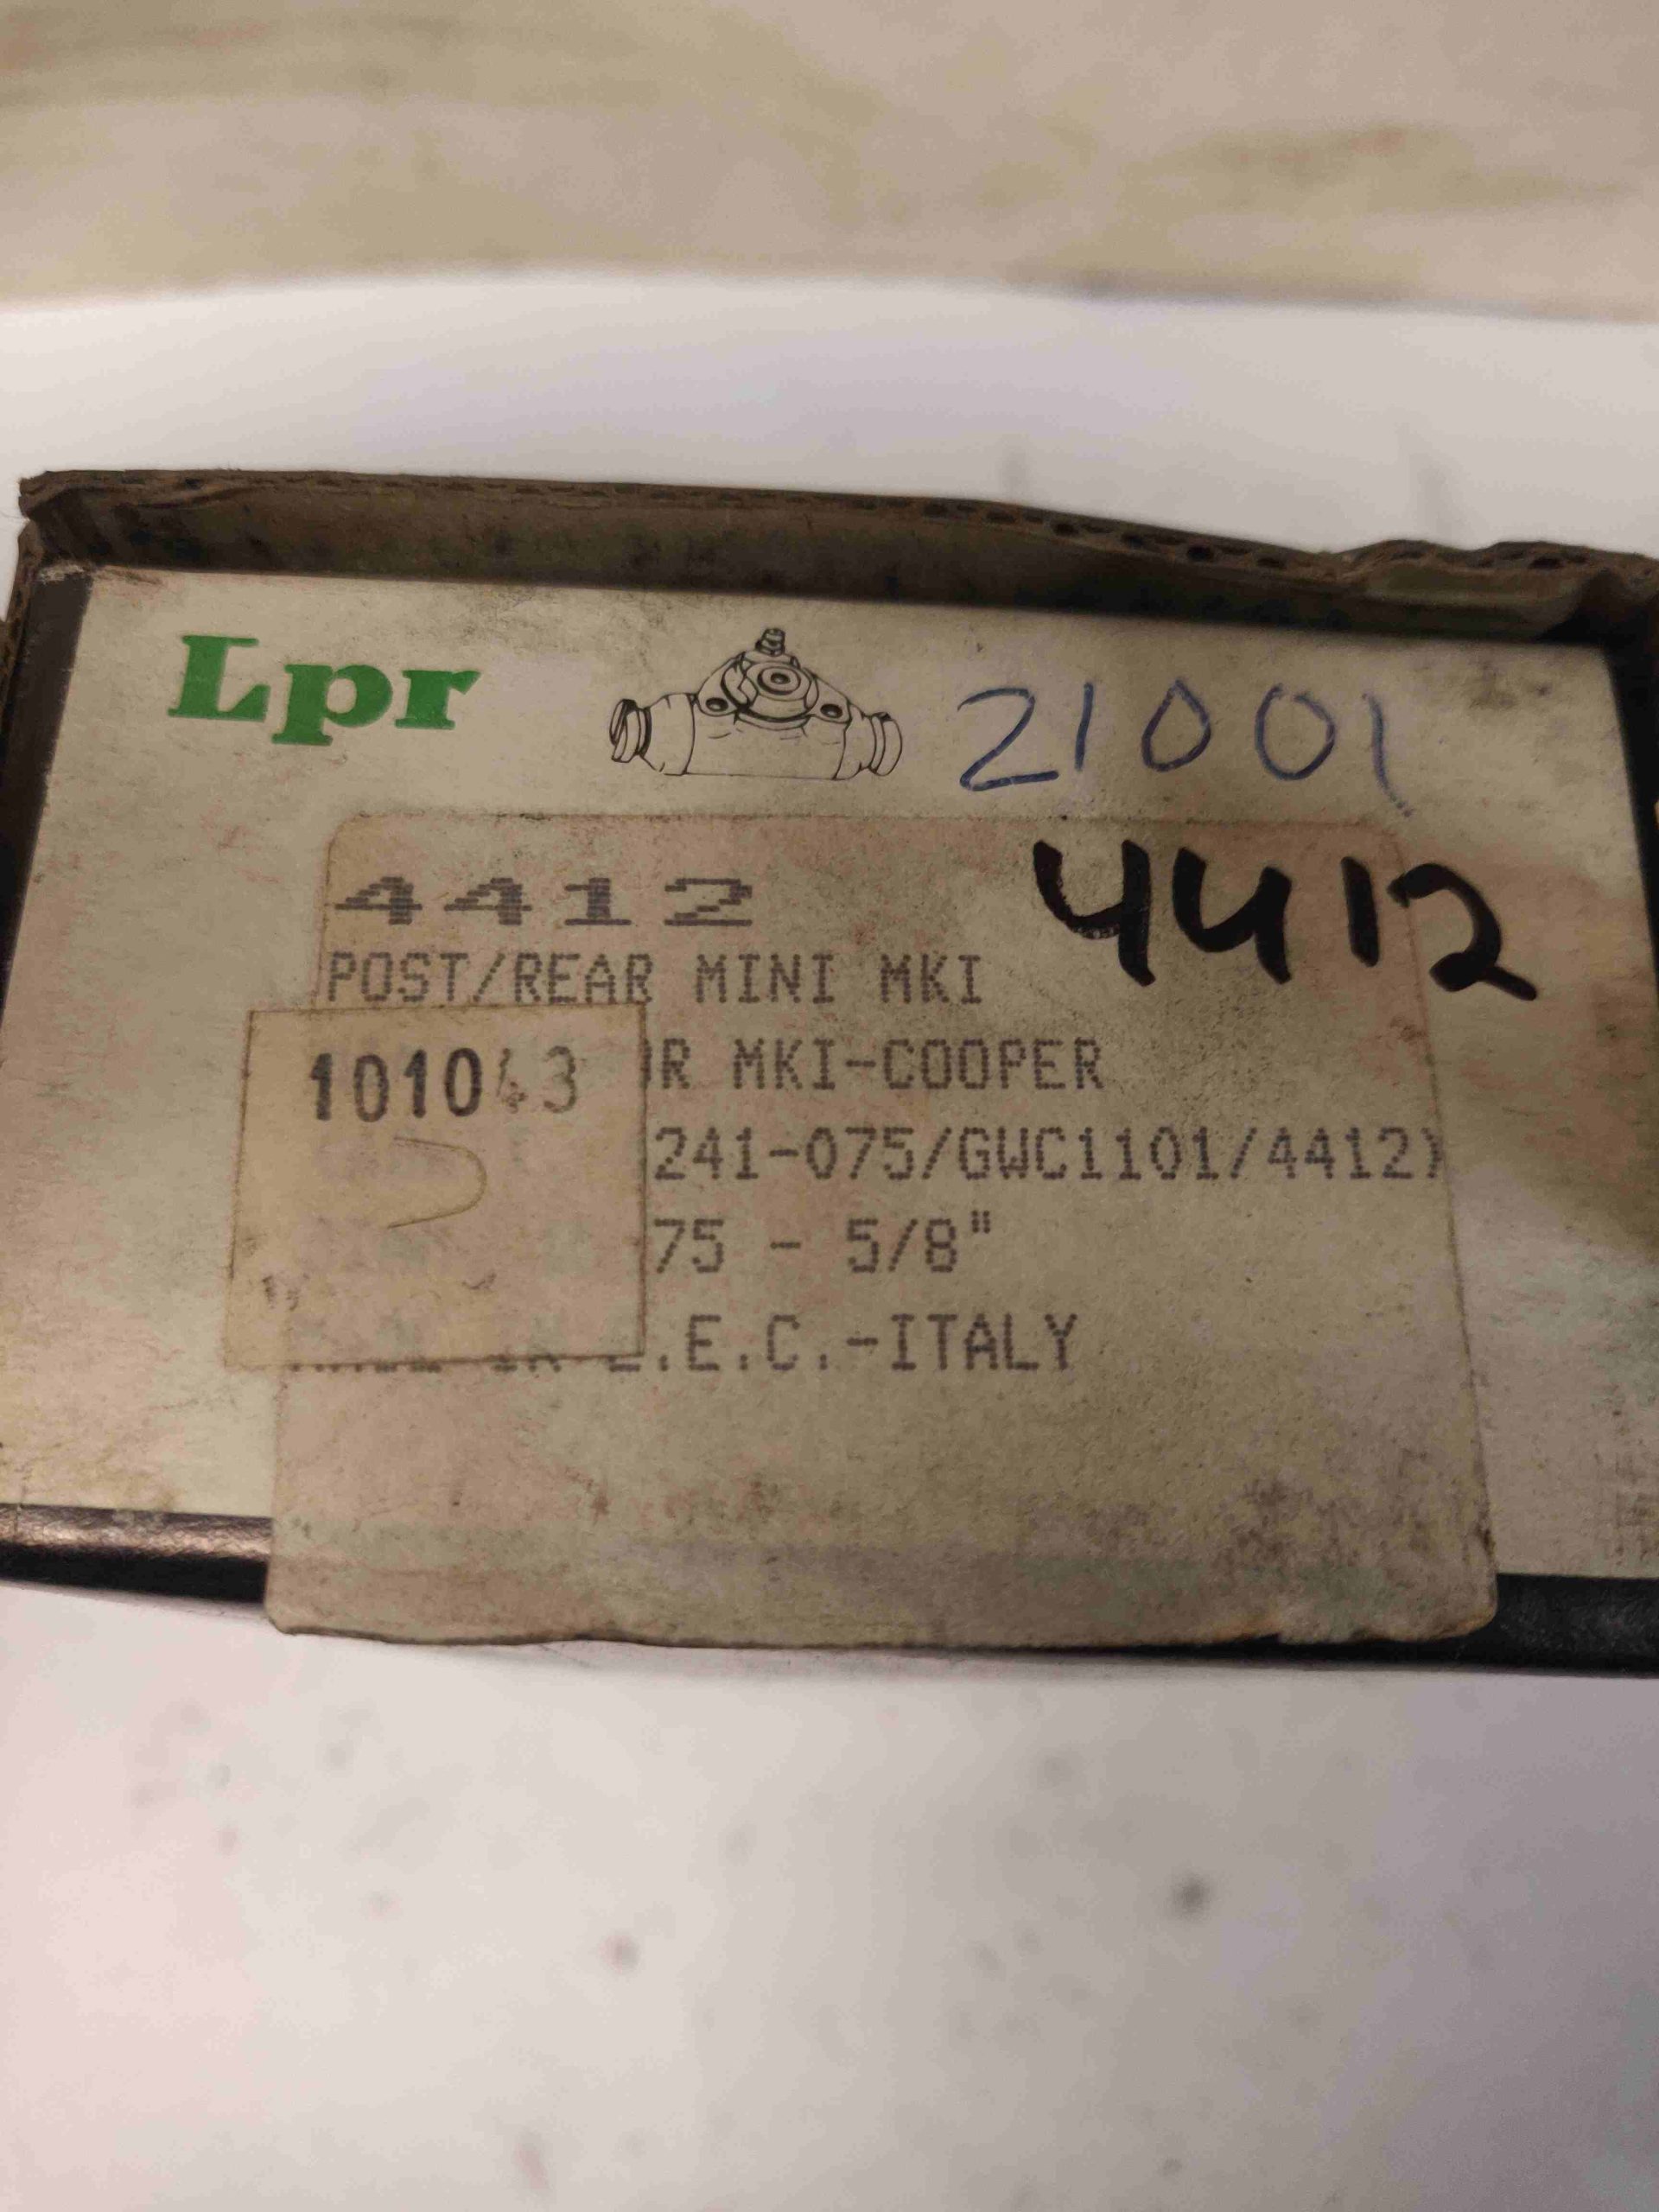 Lpr
21001
4412
4412
POST/REAR MINI MKI
101043
R MKI-COOPER
241-075/GWC1101/4412)
75 - 5/8"
.E.C.-ITALY